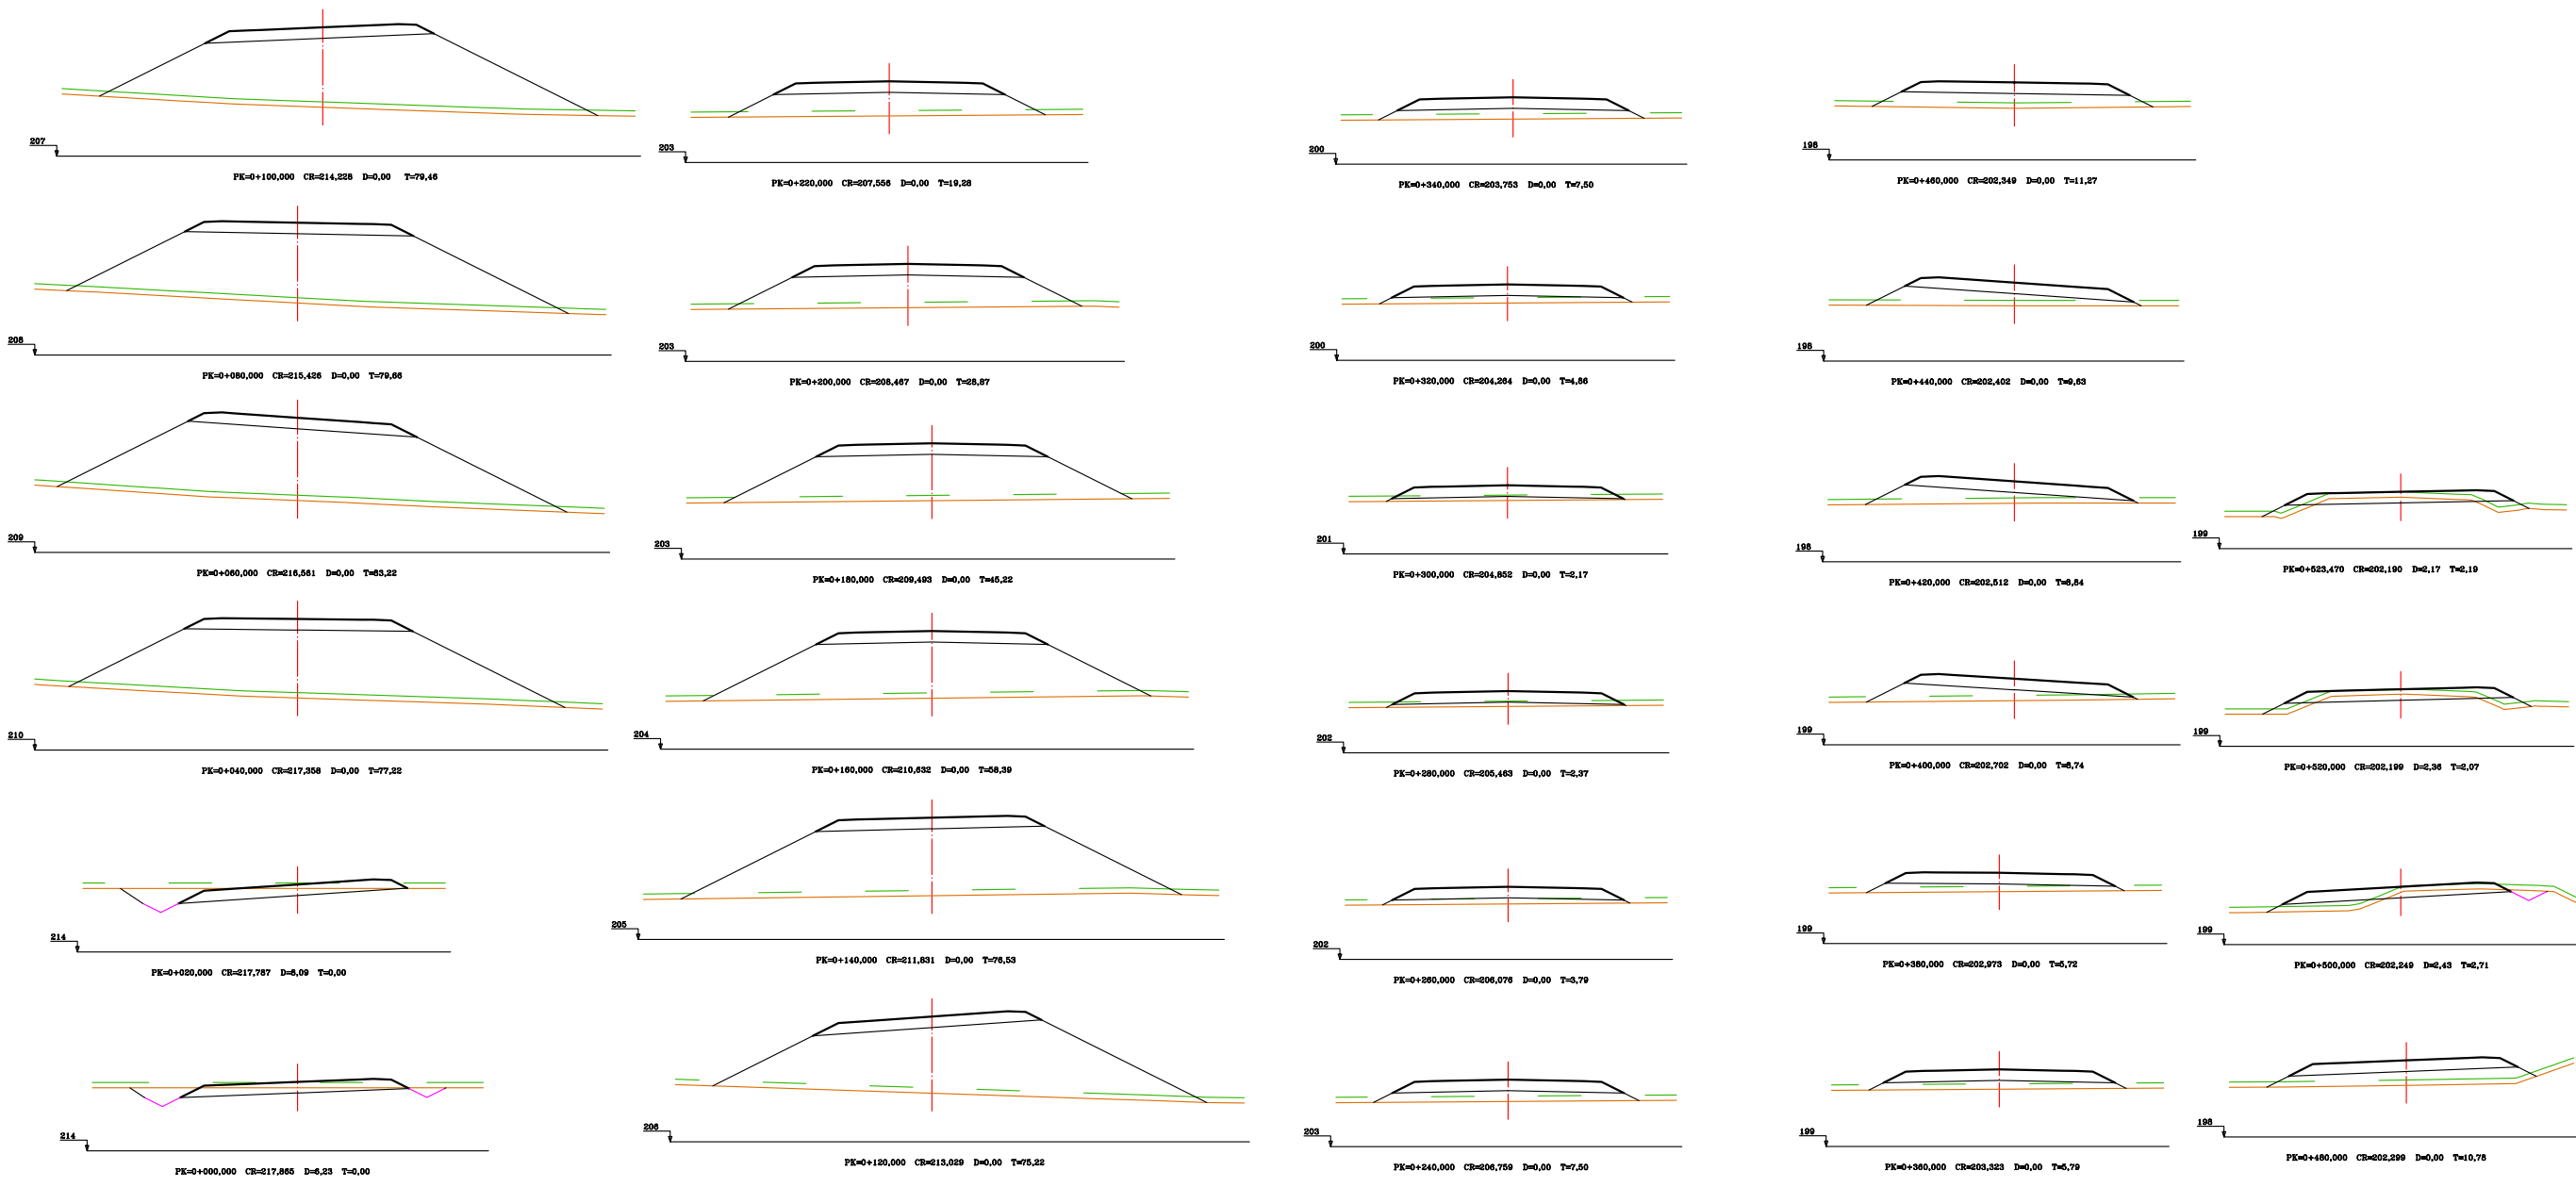 207
PK=0+100,000 CR=214,228 D=0,00 T=79,46
208
PK=0+080,000 CR=215,426 D=0,00 T=79,66
209
PK=0+060,000 CR=216,561 D=0,00 T=83,22
210
PK=0+040,000 CR=217,358 D=0,00 T=77,22
214
PK=0+020,000 CR=217,787 D=8,09 T=0,00
214
PK=0+000,000 CR=217,865 D=6,23 T=0,00
203
PK=0+220,000 CR=207,556 D=0,00 T=19,28
203
PK=0+200,000 CR=208,467 D=0,00 T=28,87
203
PK=0+180,000 CR=209,493 D=0,00 T=45,22
204
PK=0+160,000 CR=210,632 D=0,00 T=58,39
205
PK=0+140,000 CR=211,831 D=0,00 T=76,53
206
PK=0+120,000 CR=213,029 D=0,00 T=75,22
200
PK=0+340,000 CR=203,753 D=0,00 T=7,50
200
PK=0+320,000 CR=204,264 D=0,00 T=4,86
201
PK=0+300,000 CR=204,852 D=0,00 T=2,17
202
PK=0+280,000 CR=205,463 D=0,00 T=2,37
202
PK=0+260,000 CR=206,076 D=0,00 T=3,79
203
PK=0+240,000 CR=206,759 D=0,00 T=7,50
198
PK=0+460,000 CR=202,349 D=0,00 T=11,27
198
PK=0+440,000 CR=202,402 D=0,00 T=9,63
198
PK=0+420,000 CR=202,512 D=0,00 T=8,84
199
PK=0+400,000 CR=202,702 D=0,00 T=8,74
199
PK=0+380,000 CR=202,973 D=0,00 T=5,72
199
PK=0+360,000 CR=203,323 D=0,00 T=5,79
199
PK=0+523,470 CR=202,190 D=2,17 T=2,19
199
PK=0+520,000 CR=202,199 D=2,36 T=2,07
199
PK=0+500,000 CR=202,249 D=2,43 T=2,71
198
PK=0+480,000 CR=202,299 D=0,00 T=10,78